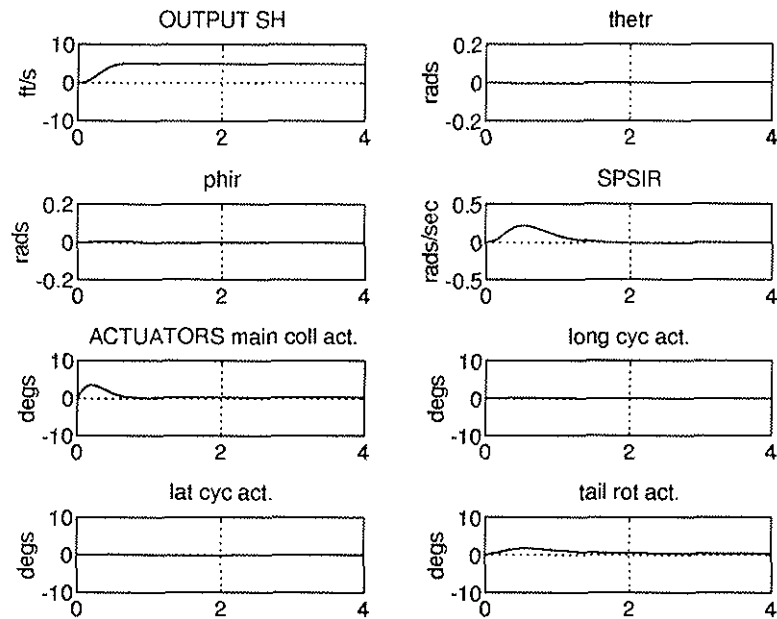 OUTPUT SH
10
0
-10
ft/s
0 2 4
thetr
0.2
0
-0.2
rads
0 2 4
phir
0.2
0
-0.2
rads
0 2 4
SPSIR
0.5
0
-0.5
rads/sec
0 2 4
ACTUATORS main coll act.
10
0
-10
degs
0 2 4
long cyc act.
10
0
-10
degs
0 2 4
lat cyc act.
10
0
-10
degs
0 2 4
tail rot act.
10
0
-10
degs
0 2 4